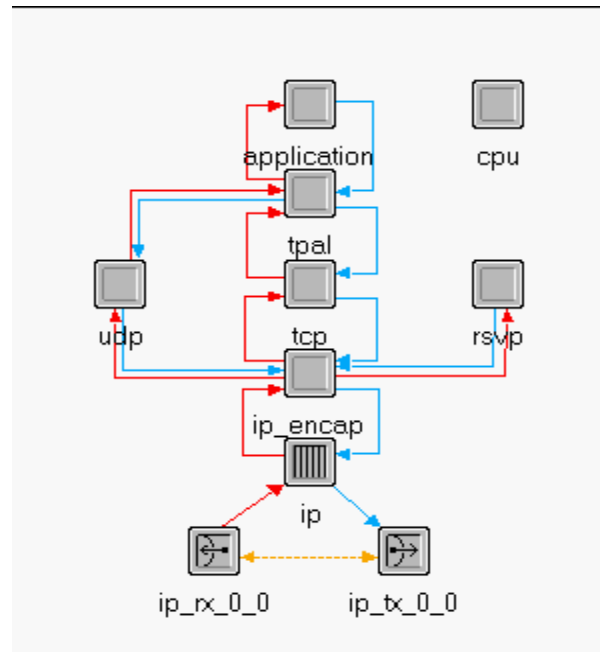 application
cpu
tpal
udp
tcp
rsvp
ip_encap
ip
ip_rx_0_0
ip_tx_0_0